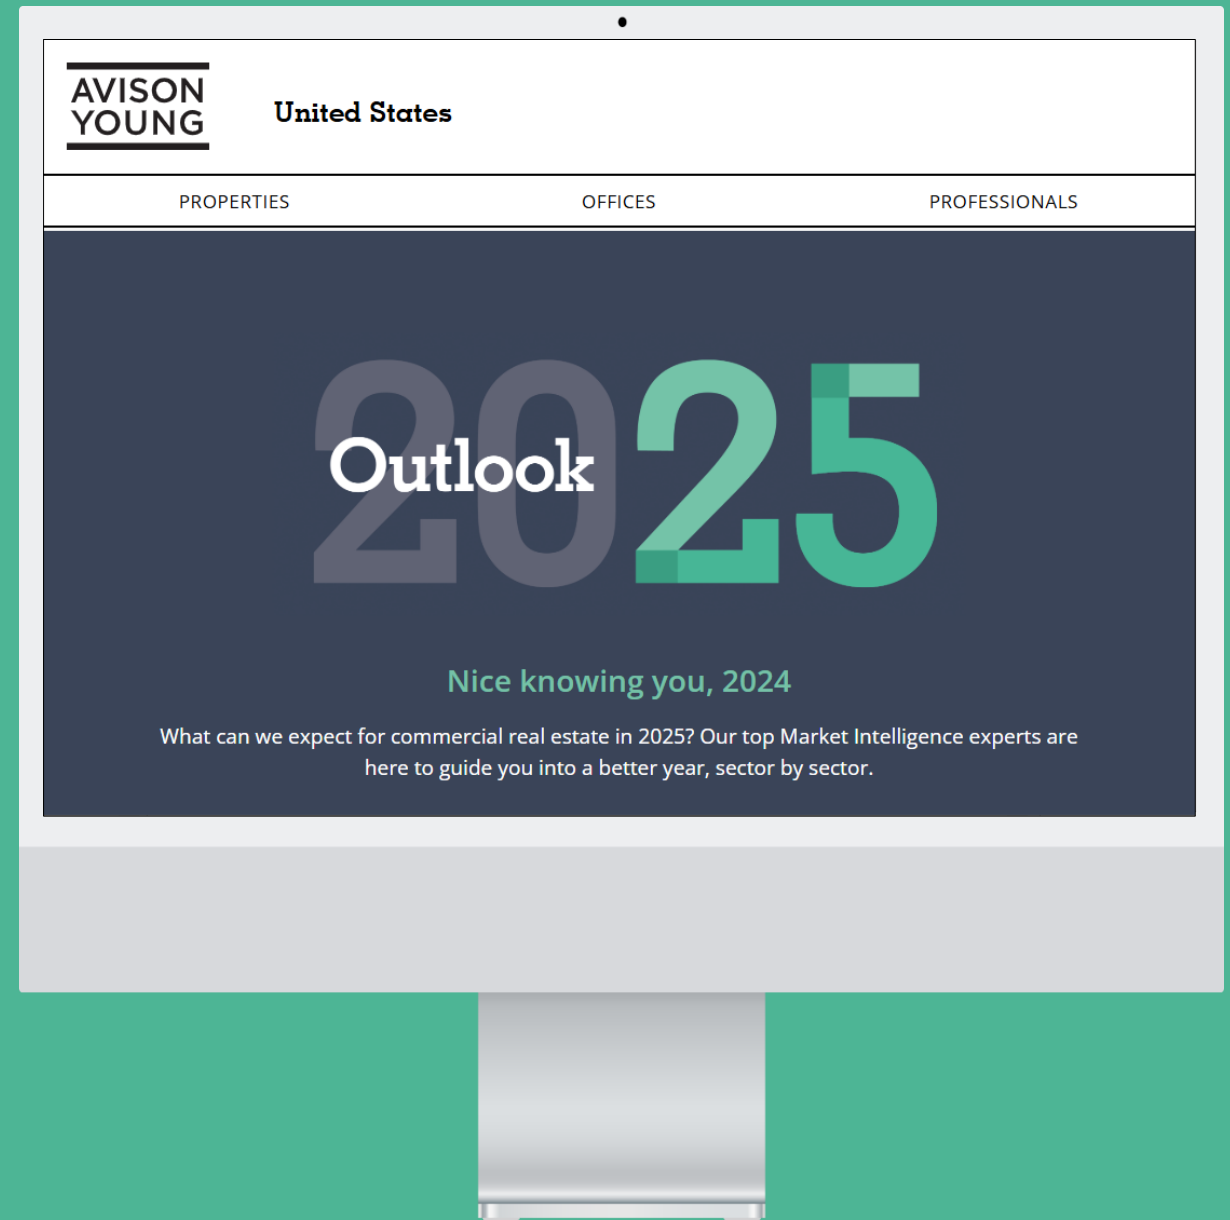 AVISON
YOUNG
United States
PROPERTIES
OFFICES
PROFESSIONALS
2025
Outlook
Nice knowing you, 2024
What can we expect for commercial real estate in 2025? Our top Market Intelligence experts are
here to guide you into a better year, sector by sector.